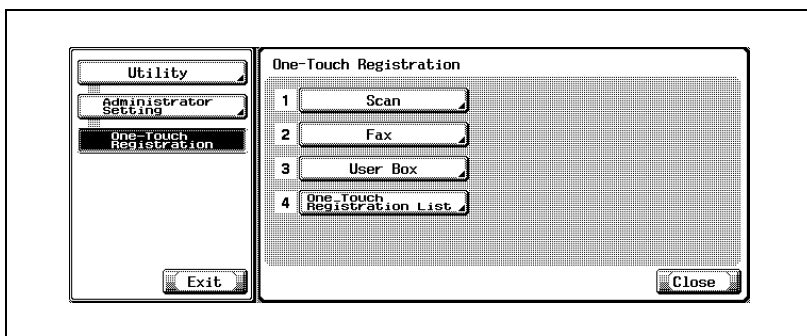 Utility
Administrator
Setting
One-Touch
Registration
Exit
One-Touch Registration
1 Scan
2 Fax
3 User Box
4 One-Touch
Registration List
Close